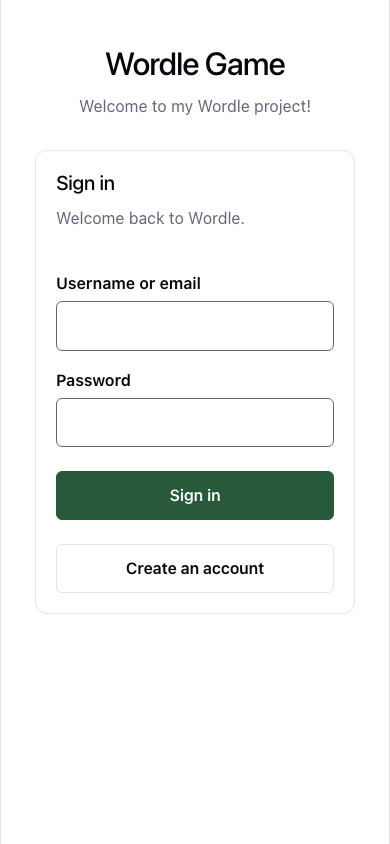 Wordle Game
Welcome to my Wordle project!
Sign in
Welcome back to Wordle.
Username or email
Password
Sign in
Create an account